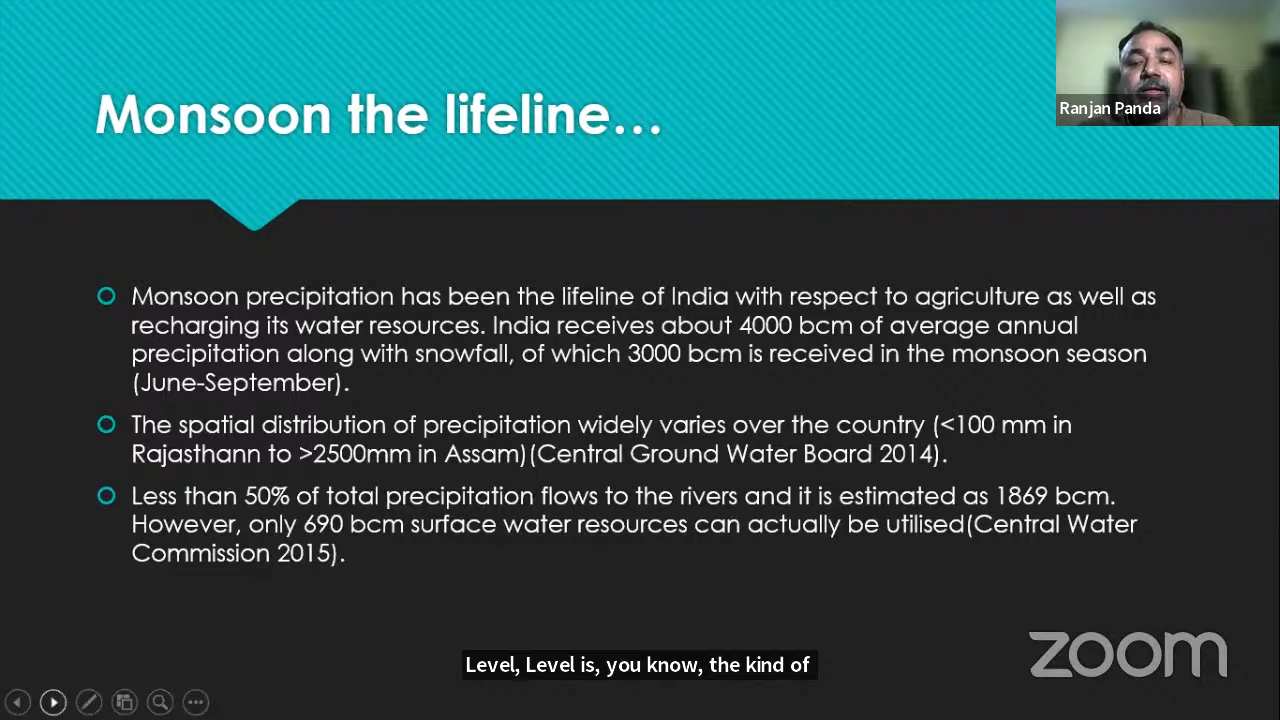 Monsoon the lifeline...
Ranjan Panda
Monsoon precipitation has been the lifeline of India with respect to agriculture as well as
recharging its water resources. India receives about 4000 bcm of average annual
precipitation along with snowfall, of which 3000 bcm is received in the monsoon season
(June-September).
The spatial distribution of precipitation widely varies over the country (<100 mm in
Rajasthann to >2500mm in Assam)(Central Ground Water Board 2014).
Less than 50% of total precipitation flows to the rivers and it is estimated as 1869 bcm.
However, only 690 bcm surface water resources can actually be utilised(Central Water
Commission 2015).
Level, Level is, you know, the kind of
zoom